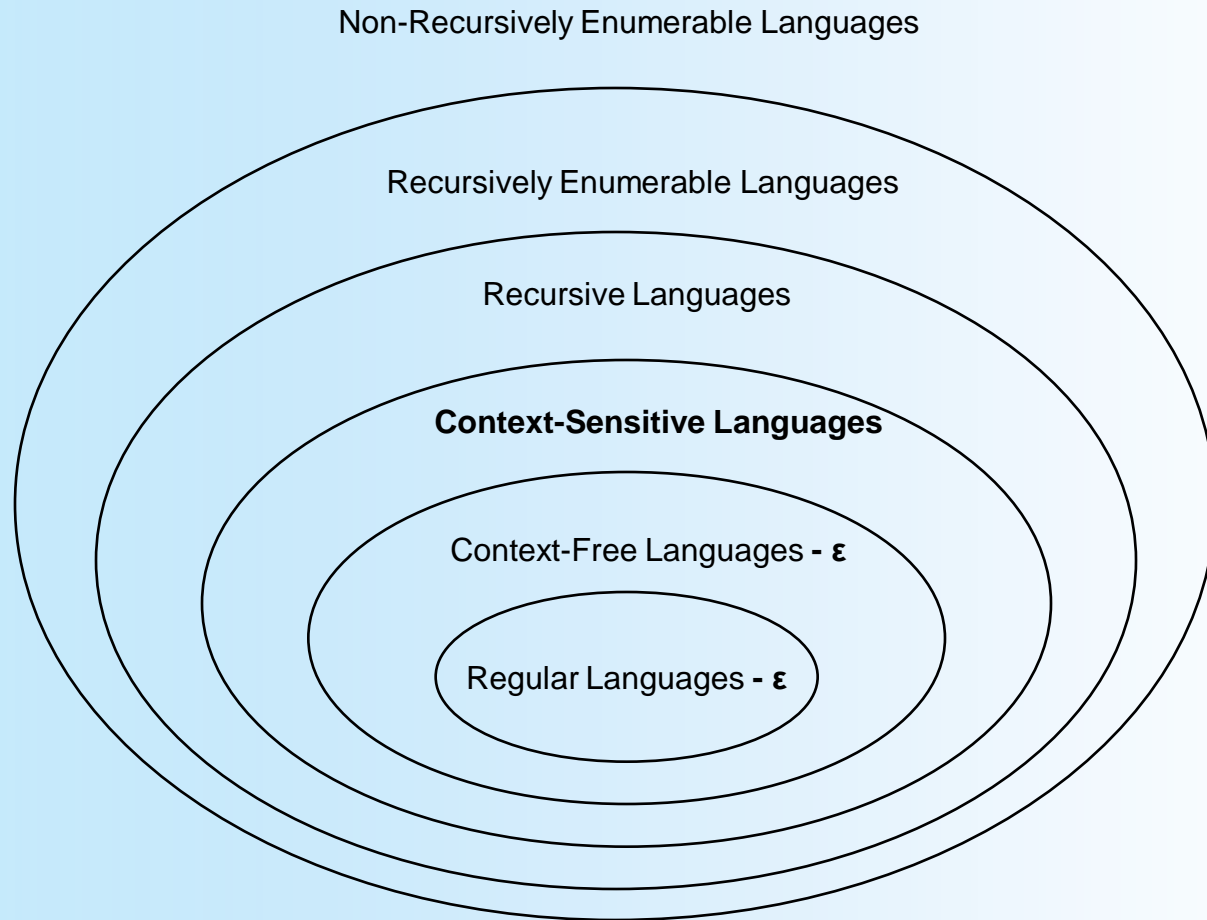 Non-Recursively Enumerable Languages
Recursively Enumerable Languages
Recursive Languages
Context-Sensitive Languages
Context-Free Languages - ε
Regular Languages - ε